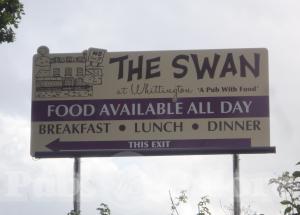 THE SWAN
at Whittington 'A Pub With Food'
FOOD AVAILABLE ALL DAY
BREAKFAST • LUNCH • DINNER
THIS EXIT